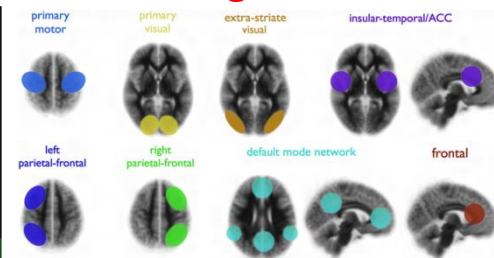 primary
motor
primary
visual
extra-striate
visual
insular-temporal/ACC
left
parietal-frontal
right
parietal-frontal
default mode network
frontal